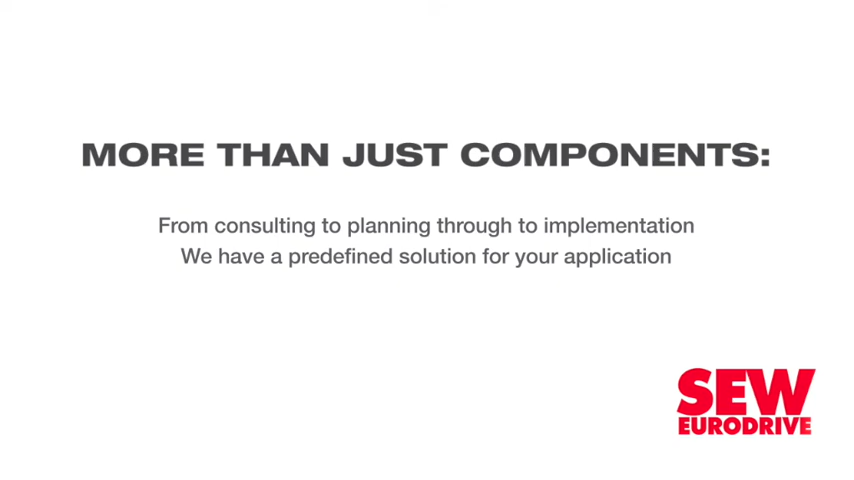 MORE THAN JUST COMPONENTS:
From consulting to planning through to implementation
We have a predefined solution for your application
SEW
EURODRIVE